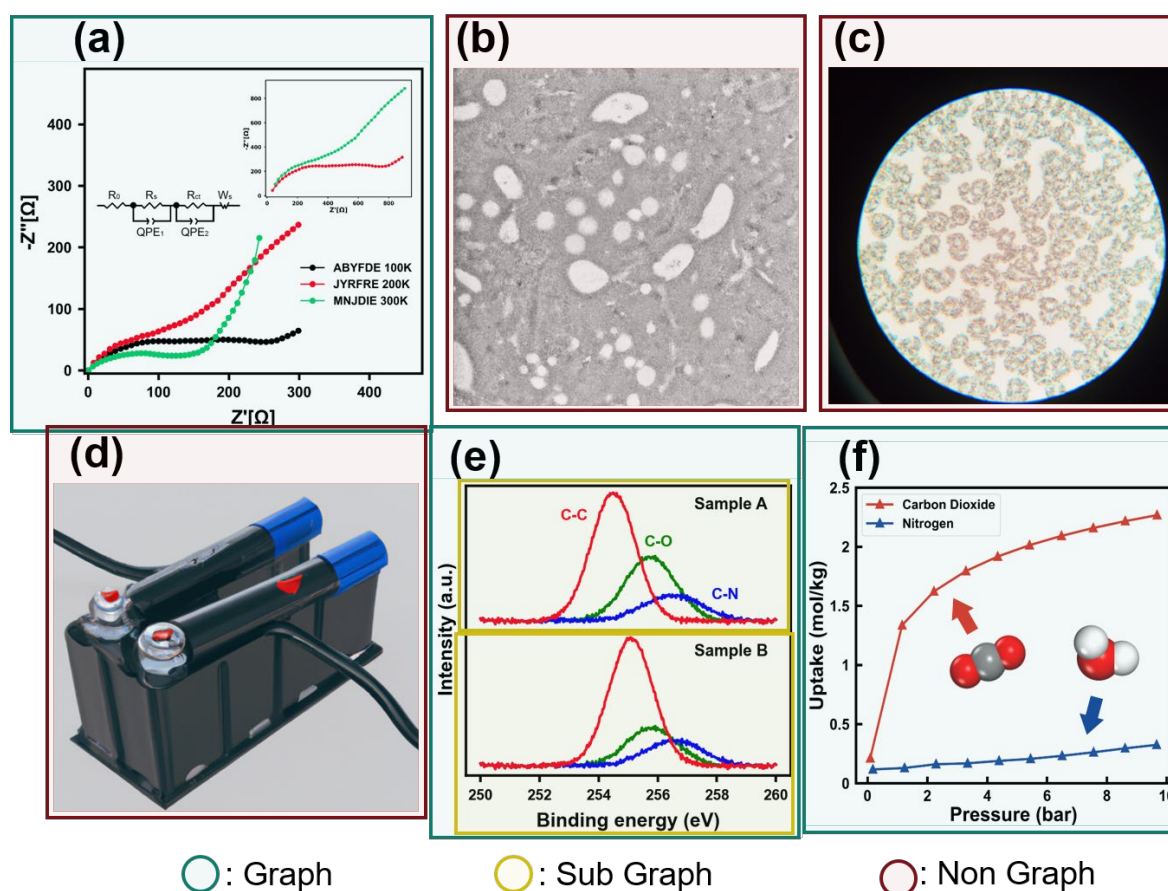 (a)
400
300
200
100
0
-Z"[Ω]
0 100 200 300 400
Z'[Ω]
R0 Rs Rct Ws
QPE1 QPE2
ABYFDE 100K
JYRFRE 200K
MNJDIE 300K
-Z"[Ω]
800
600
400
200
0
0 200 400 600 800
Z'[Ω]
(b)
(c)
(d)
(e)
Intensity (a.u.)
Sample A
C-C
C-O
C-N
Sample B
250 252 254 256 258 260
Binding energy (eV)
(f)
Uptake (mol/kg)
2.5
2
1.5
1
0.5
0
Carbon Dioxide
Nitrogen
0 2 4 6 8 10
Pressure (bar)
: Graph
: Sub Graph
: Non Graph